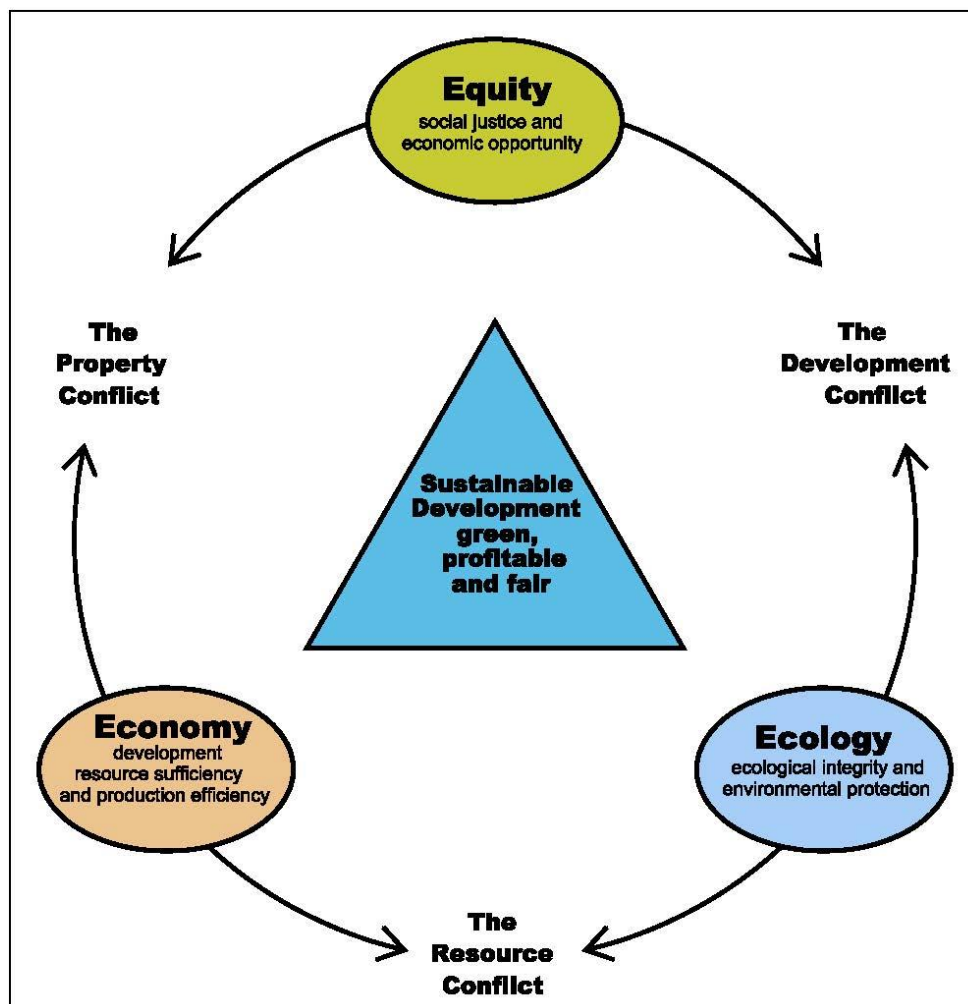 Equity
social justice and
economic opportunity
The
Property
Conflict
The
Development
Conflict
Sustainable
Development
green,
profitable
and fair
Economy
development
resource sufficiency
and production efficiency
Ecology
ecological integrity and
environmental protection
The
Resource
Conflict